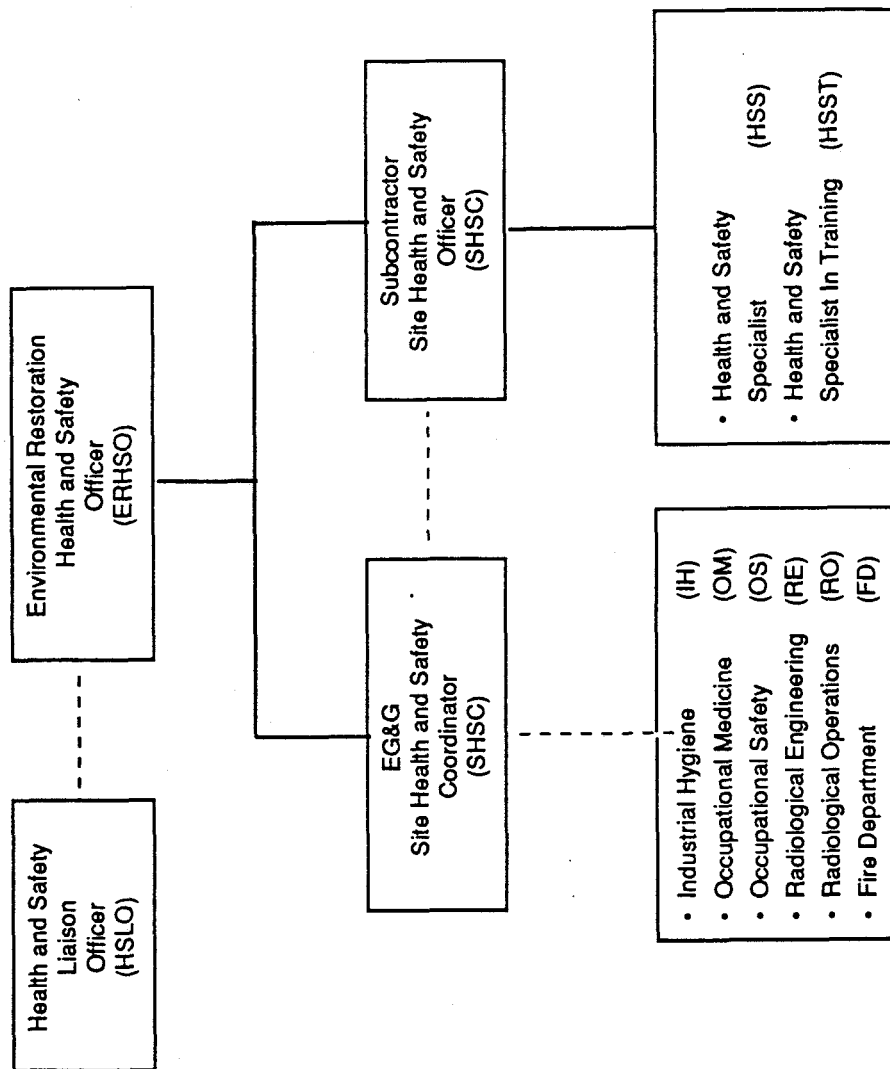 Health and Safety
Liaison
Officer
(HSLO)
Environmental Restoration
Health and Safety
Officer
(ERHSO)
EG&G
Site Health and Safety
Coordinator
(SHSC)
Subcontractor
Site Health and Safety
Officer
(SHSC)
• Industrial Hygiene (IH)
• Occupational Medicine (OM)
• Occupational Safety (OS)
• Radiological Engineering (RE)
• Radiological Operations (RO)
• Fire Department (FD)
• Health and Safety
Specialist (HSS)
• Health and Safety
Specialist In Training (HSST)